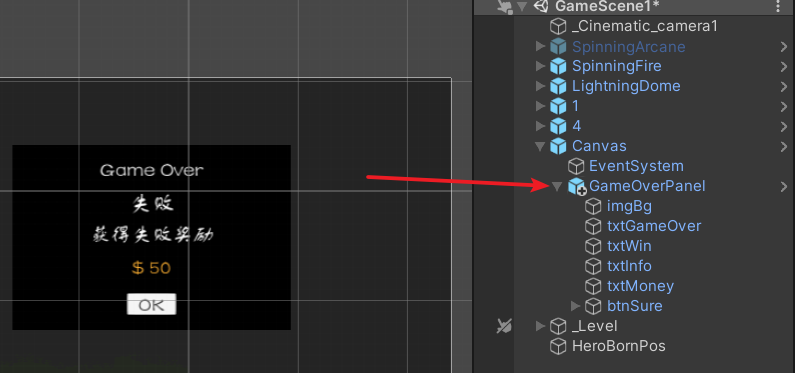 Game Over
失败
获得失败奖励
$ 50
OK
GameScene1*
_Cinematic_camera1
SpinningArcane
SpinningFire
LightningDome
1
4
Canvas
EventSystem
GameOverPanel
imgBg
txtGameOver
txtWin
txtInfo
txtMoney
btnSure
_Level
HeroBornPos